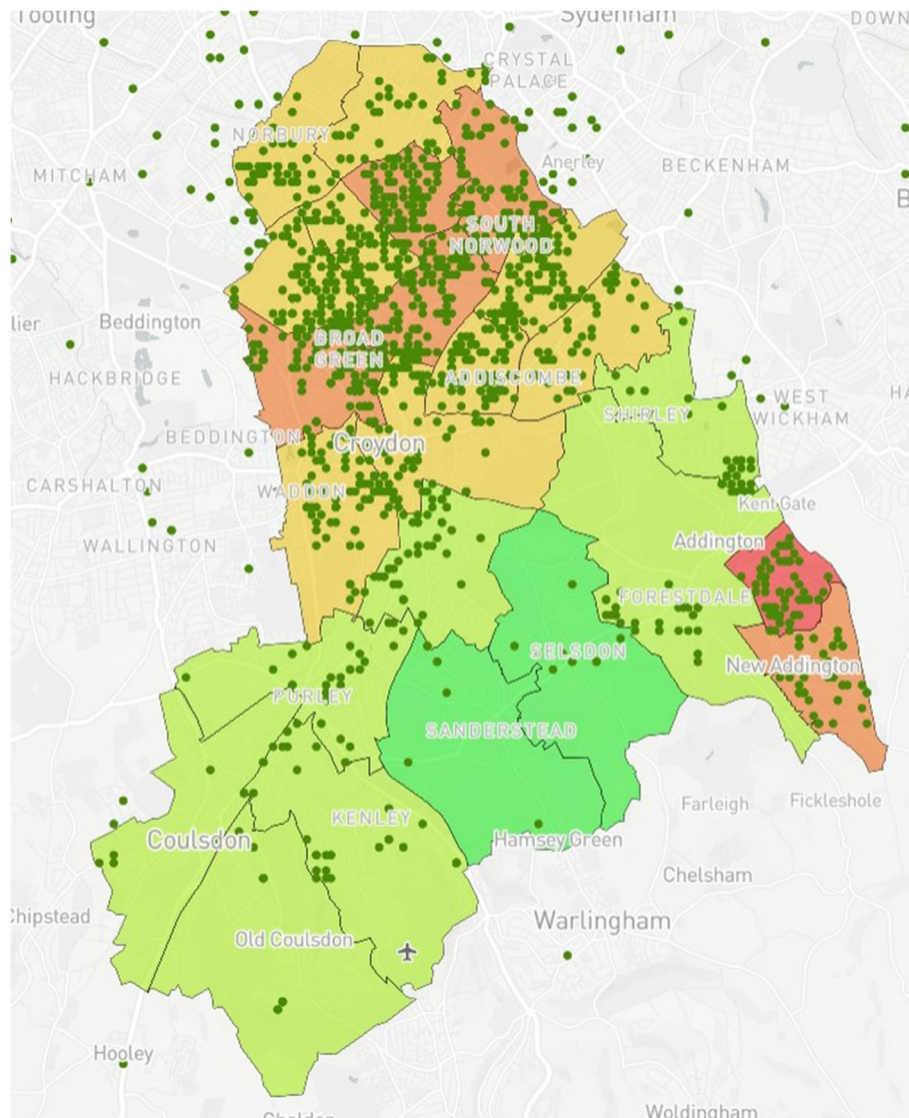 Tooting
Sydenham
DOWN
CRYSTAL
PALACE
NORBURY
MITCHAM
Anerley
BECKENHAM
B
SOUTH
NORWOOD
lier
Beddington
BROAD
GREEN
HACKBRIDGE
ADDISCOMBE
HA
WEST
WICKHAM
SHIRLEY
BEDDINGTON
Croydon
CARSHALTON
WADDON
Kent Gate
WALLINGTON
Addington
FORESTDALE
SELSDON
New Addington
PURLEY
SANDERSTEAD
Farleigh
Fickleshole
KENLEY
Coulsdon
Hamsey Green
Chelsham
Chipstead
Warlingham
Old Coulsdon
Hooley
Woldingham